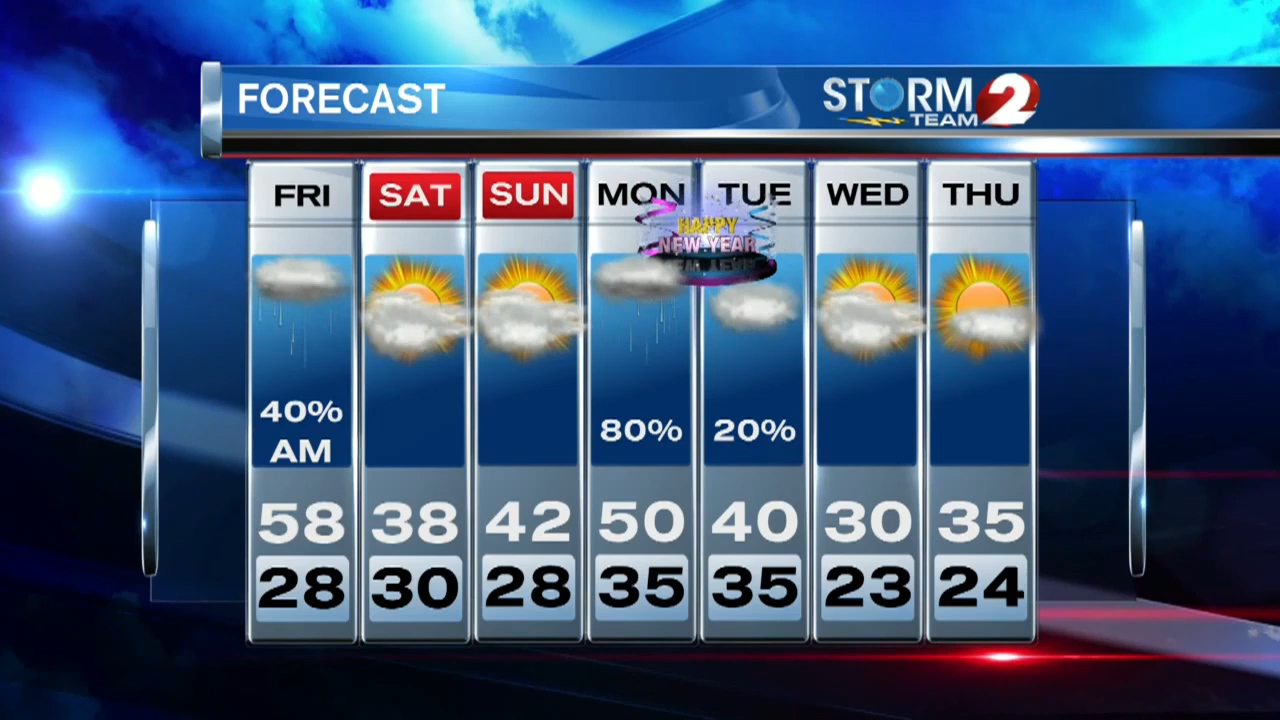 FORECAST
STORM
TEAM 2
FRI SAT SUN MON TUE WED THU
HAPPY
NEW YEAR
40% 80% 20%
AM
58 38 42 50 40 30 35
28 30 28 35 35 23 24